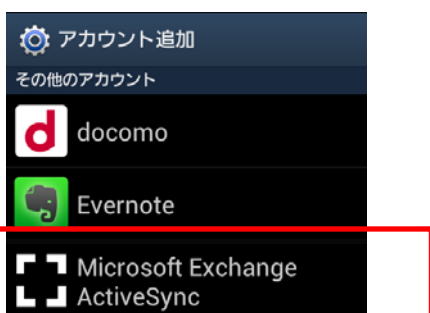 アカウント追加
その他のアカウント
d docomo
Evernote
Microsoft Exchange
ActiveSync